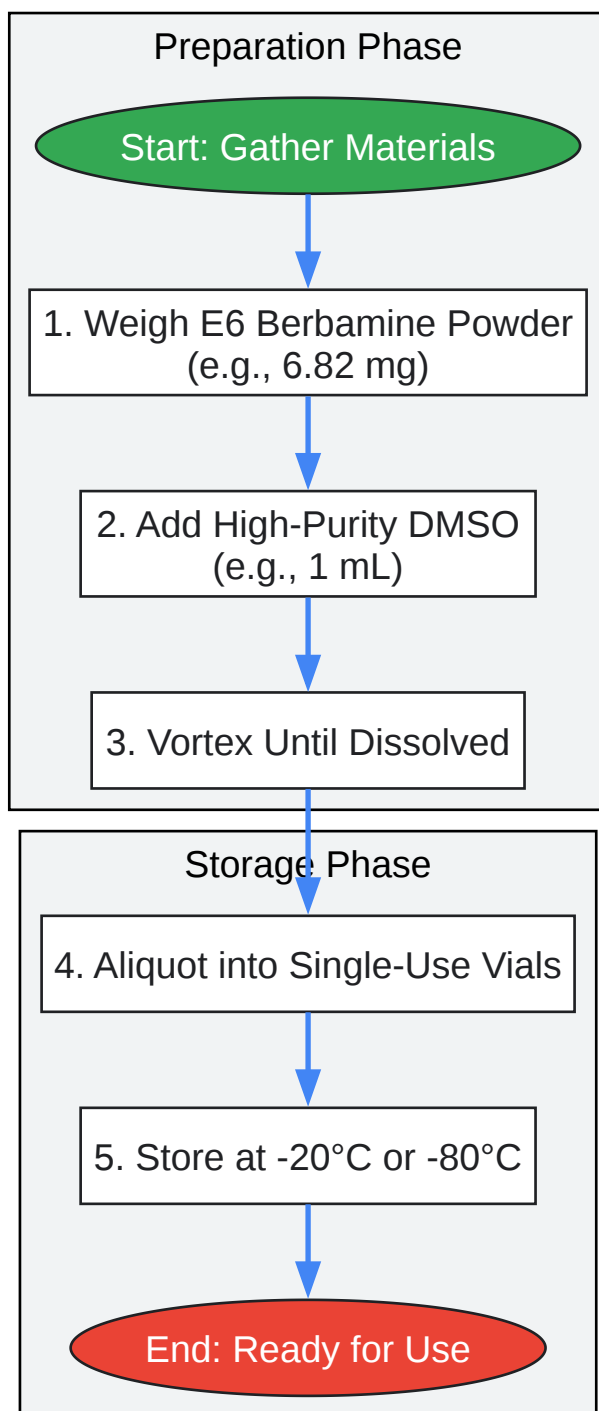 Preparation Phase
Start: Gather Materials
1. Weigh E6 Berbamine Powder
(e.g., 6.82 mg)
2. Add High-Purity DMSO
(e.g., 1 mL)
3. Vortex Until Dissolved
Storage Phase
4. Aliquot into Single-Use Vials
5. Store at -20°C or -80°C
End: Ready for Use